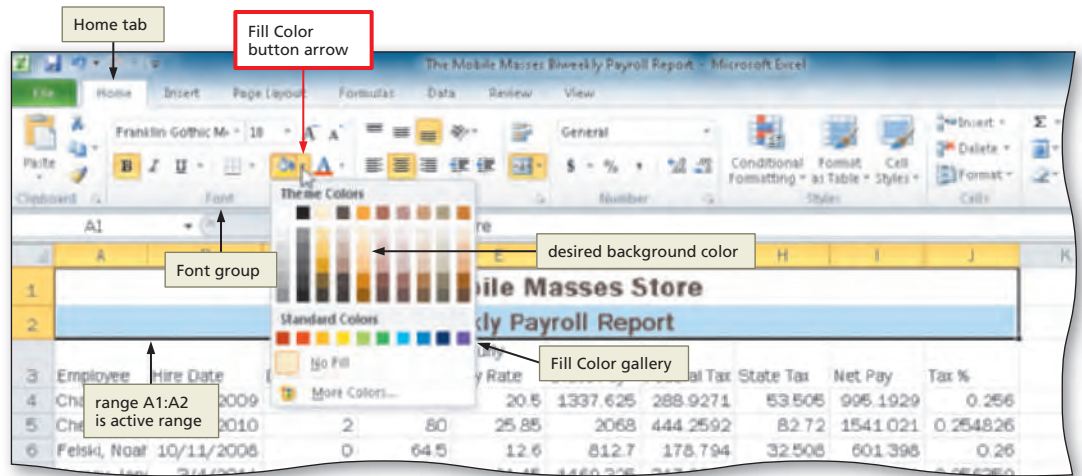 Home tab
Fill Color
button arrow
The Mobile Masses Biweekly Payroll Report - Microsoft Excel
File Home Insert Page Layout Formulas Data Review View
Franklin Gothic M 18 A A General Insert Σ
Paste B I U A $ % , Conditional Format Cell Delete
Formatting as Table Styles Format
Clipboard Font Number Styles Cells
Theme Colors
A1 re
desired background color
Font group
A E H I J K
1 ile Masses Store
2 kly Payroll Report
Standard Colors
No Fill
More Colors...
Fill Color gallery
3 Employee Hire Date y Rate al Tax State Tax Net Pay Tax %
range A1:A2
is active range
4 Cha 2009 20.5 1337.625 288.9271 53.505 995.1929 0.256
5 Che 2010 2 80 25.85 2068 444.2592 82.72 1541.021 0.254826
6 Felski, Noah 10/11/2008 0 64.5 12.6 812.7 178.794 32.508 601.398 0.26